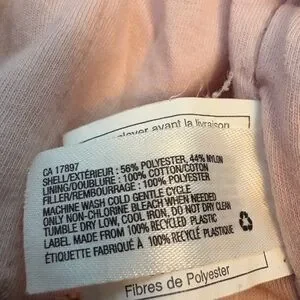 enlever avant la livraison
CA 17897
SHELL/EXTÉRIEUR : 56% POLYESTER, 44% NYLON
LINING/DOUBLURE : 100% COTTON/COTON
FILLER/REMBOURRAGE : 100% POLYESTER
MACHINE WASH COLD GENTLE CYCLE
ONLY NON-CHLORINE BLEACH WHEN NEEDED
TUMBLE DRY LOW, COOL IRON, DO NOT DRY CLEAN
LABEL MADE FROM 100% RECYCLED PLASTIC
ÉTIQUETTE FABRIQUÉ À 100% RECYCLÉ PLASTIQUE
Fibres de Polyester